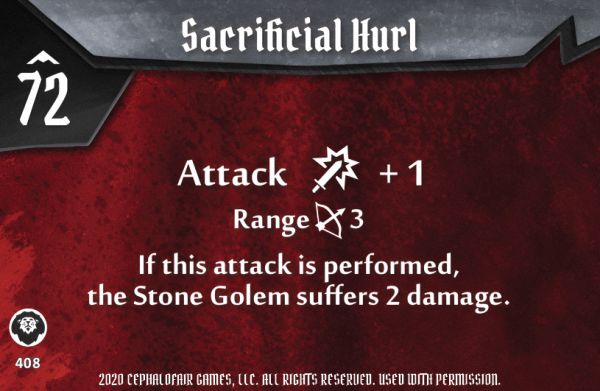 Sacrificial Hurl
72
Attack + 1
Range 3
If this attack is performed,
the Stone Golem suffers 2 damage.
408
2020 CEPHALOFAIR GAMES, LLC. ALL RIGHTS RESERVED. USED WITH PERMISSION.